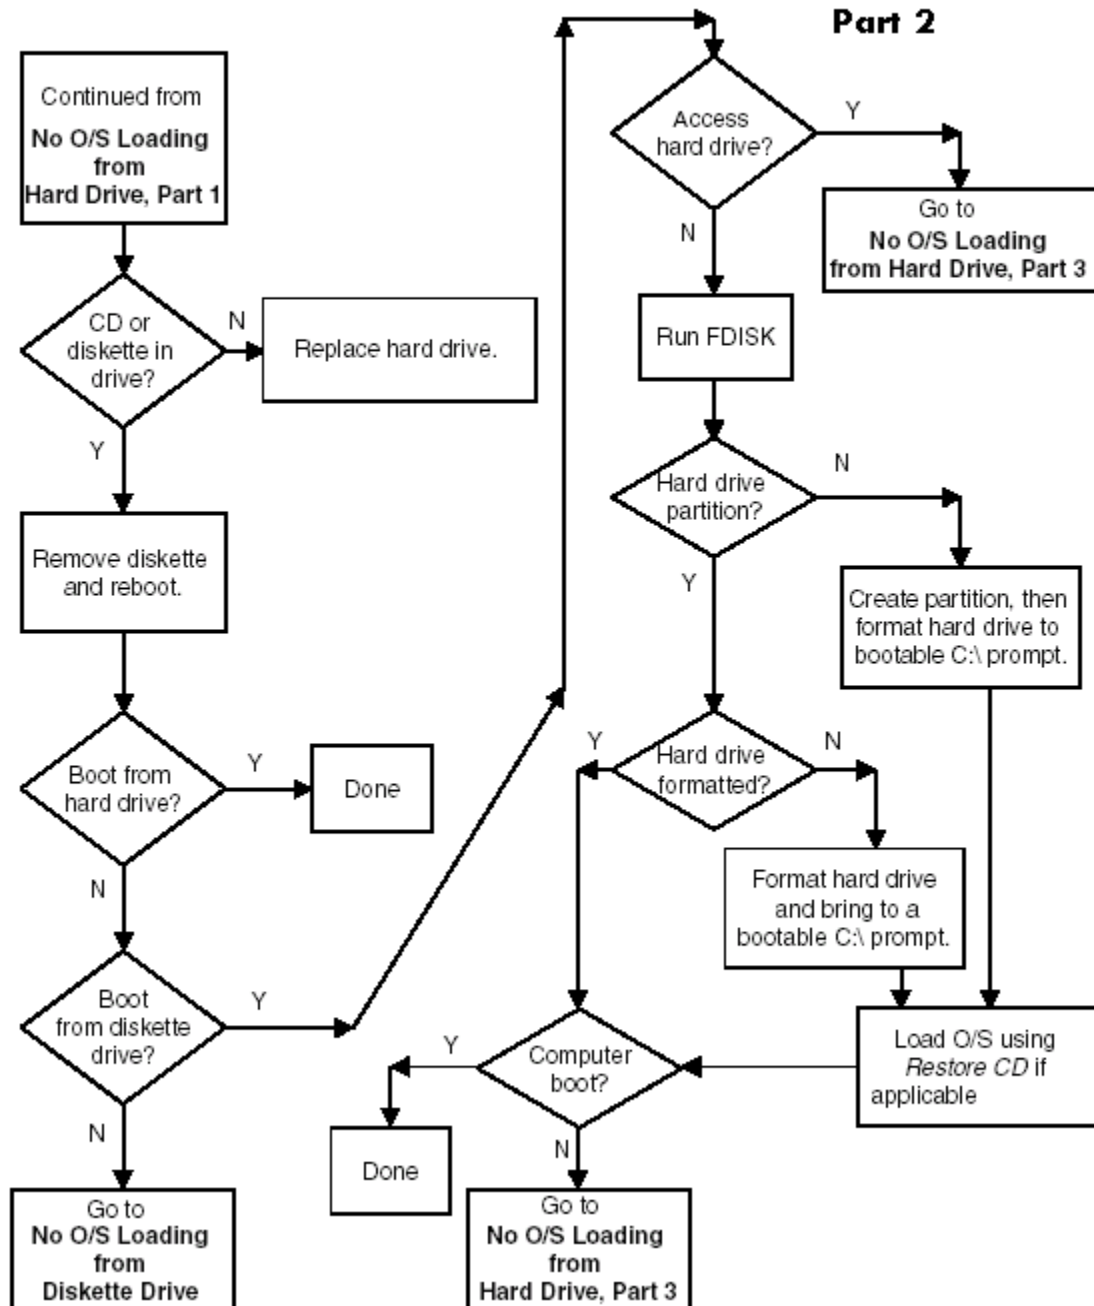 Part 2
Continued from
No O/S Loading
from
Hard Drive, Part 1
CD or
diskette in
drive?
N
Replace hard drive.
Y
Remove diskette
and reboot.
Boot from
hard drive?
Y
Done
N
Boot
from diskette
drive?
Y
N
Go to
No O/S Loading
from
Diskette Drive
Access
hard drive?
Y
Go to
No O/S Loading
from Hard Drive, Part 3
N
Run FDISK
Hard drive
partition?
N
Create partition, then
format hard drive to
bootable C:\ prompt.
Y
Hard drive
formatted?
Y
N
Format hard drive
and bring to a
bootable C:\ prompt.
Load O/S using
Restore CD if
applicable
Computer
boot?
Y
Done
N
Go to
No O/S Loading
from
Hard Drive, Part 3